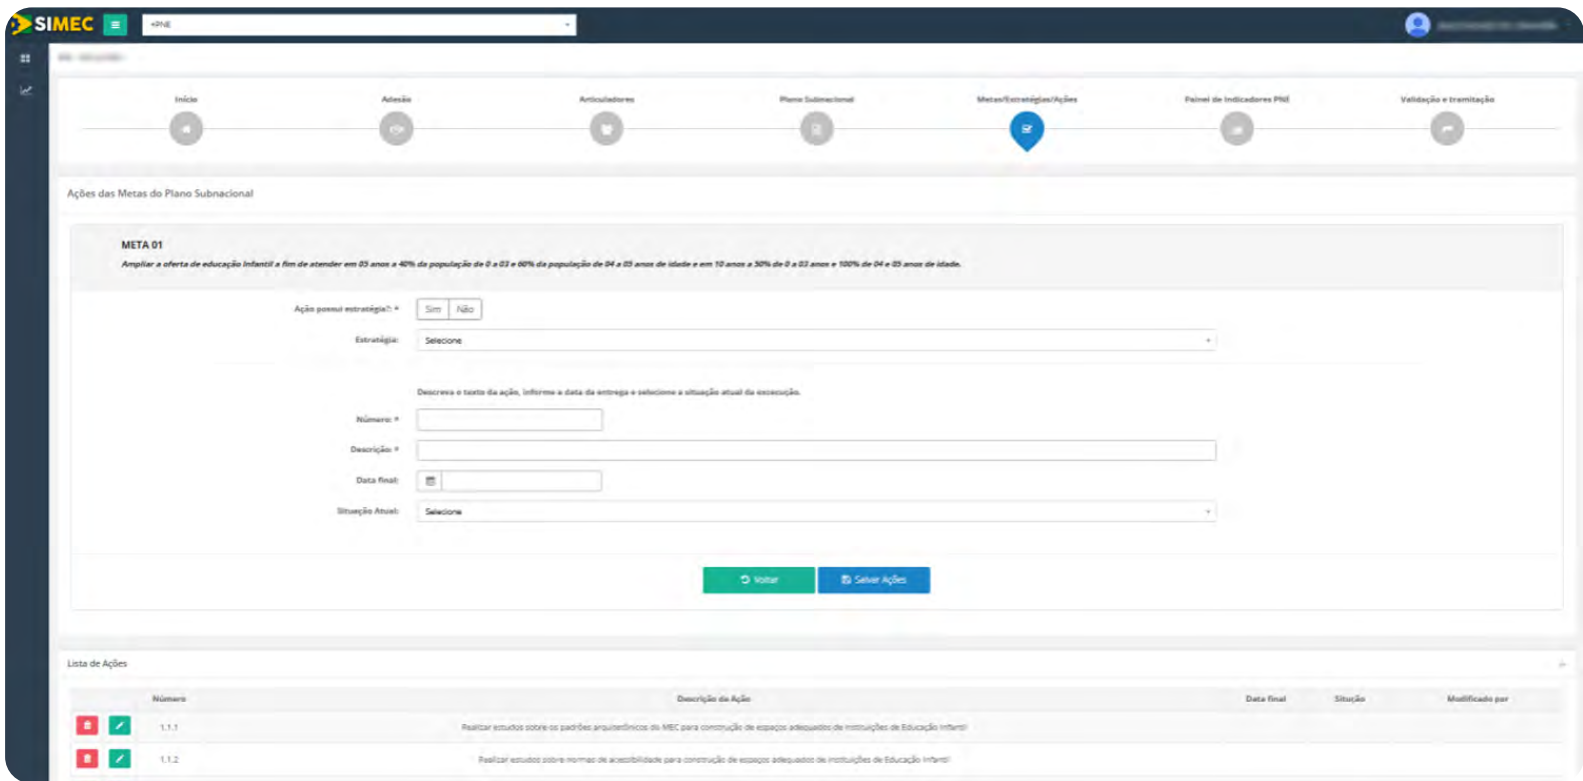 SIMEC
+PNE
Início
Adesão
Articuladores
Plano Subnacional
Metas/Estratégias/Ações
Painel de Indicadores PNE
Validação e tramitação
Ações das Metas do Plano Subnacional
META 01
Ampliar a oferta de educação Infantil a fim de atender em 05 anos a 40% da população de 0 a 03 e 60% da população de 04 a 05 anos de idade e em 10 anos a 50% de 0 a 03 anos e 100% de 04 e 05 anos de idade.
Ação possui estratégia?: *
Sim Não
Estratégia:
Selecione
Descreva o texto da ação, informe a data da entrega e selecione a situação atual da excecução.
Número: *
Descrição: *
Data final:
Situação Atual:
Selecione
Voltar
Salvar Ações
Lista de Ações
Número Descrição da Ação Data final Situção Modificado por
1.1.1 Realizar estudos sobre os padrões arquitetônicos do MEC para construção de espaços adequados de instituições de Educação Infantil
1.1.2 Realizar estudos sobre normas de acessibilidade para construção de espaços adequados de instituições de Educação Infantil